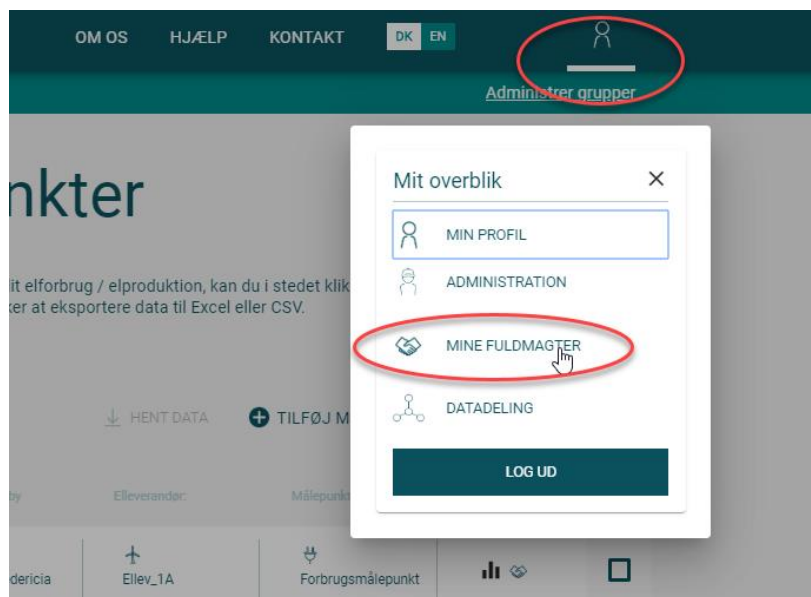 OM OS HJÆLP KONTAKT DK EN
Administrer grupper
nkter
it elforbrug / elproduktion, kan du i stedet klik
er at eksportere data til Excel eller CSV.
HENT DATA TILFØJ M
by Elleverandør: Målepunk
dericia Ellev_1A Forbrugsmålepunkt
Mit overblik
MIN PROFIL
ADMINISTRATION
MINE FULDMAGTER
DATADELING
LOG UD